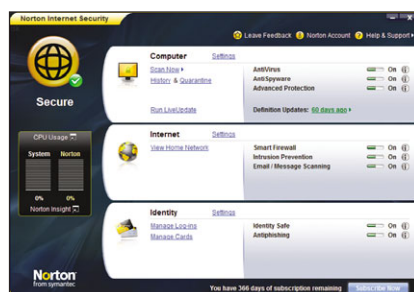 Norton Internet Security
Leave Feedback Norton Account Help & Support
Secure
CPU Usage
System Norton
0% 0%
Norton Insight
Norton
from symantec
Computer Settings
Scan Now
History & Quarantine
Run LiveUpdate
AntiVirus On
AntiSpyware On
Advanced Protection On
Definition Updates: 60 days ago
Internet Settings
View Home Network
Smart Firewall On
Intrusion Prevention On
Email / Message Scanning On
Identity Settings
Manage Log-ins
Manage Cards
Identity Safe On
Antiphishing On
You have 366 days of subscription remaining Subscribe Now